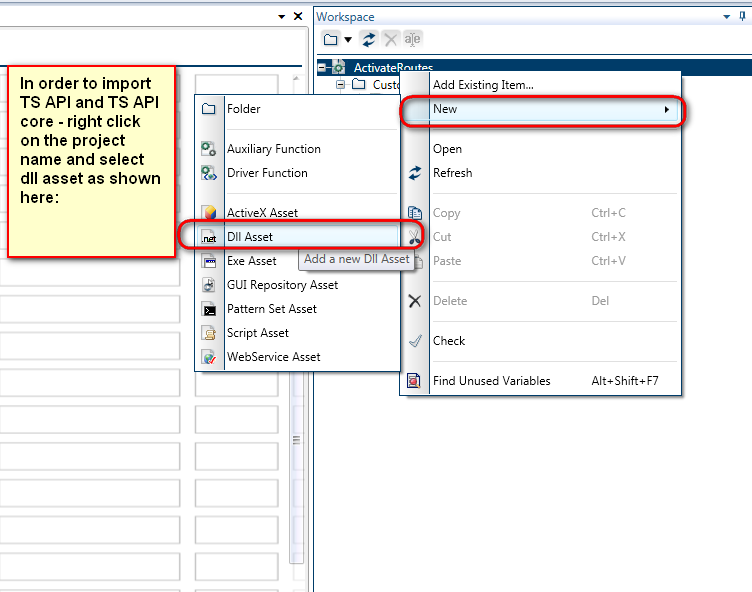 Workspace
a|e
ActivateRoutes
Custo
In order to import
TS API and TS API
core - right click
on the project
name and select
dll asset as shown
here:
Folder
Auxiliary Function
Driver Function
ActiveX Asset
.net Dll Asset
Add a new Dll Asset
Exe Asset
GUI Repository Asset
Pattern Set Asset
Script Asset
WebService Asset
Add Existing Item...
New
Open
Refresh
Copy Ctrl+C
Cut Ctrl+X
Paste Ctrl+V
Delete Del
Check
Find Unused Variables Alt+Shift+F7